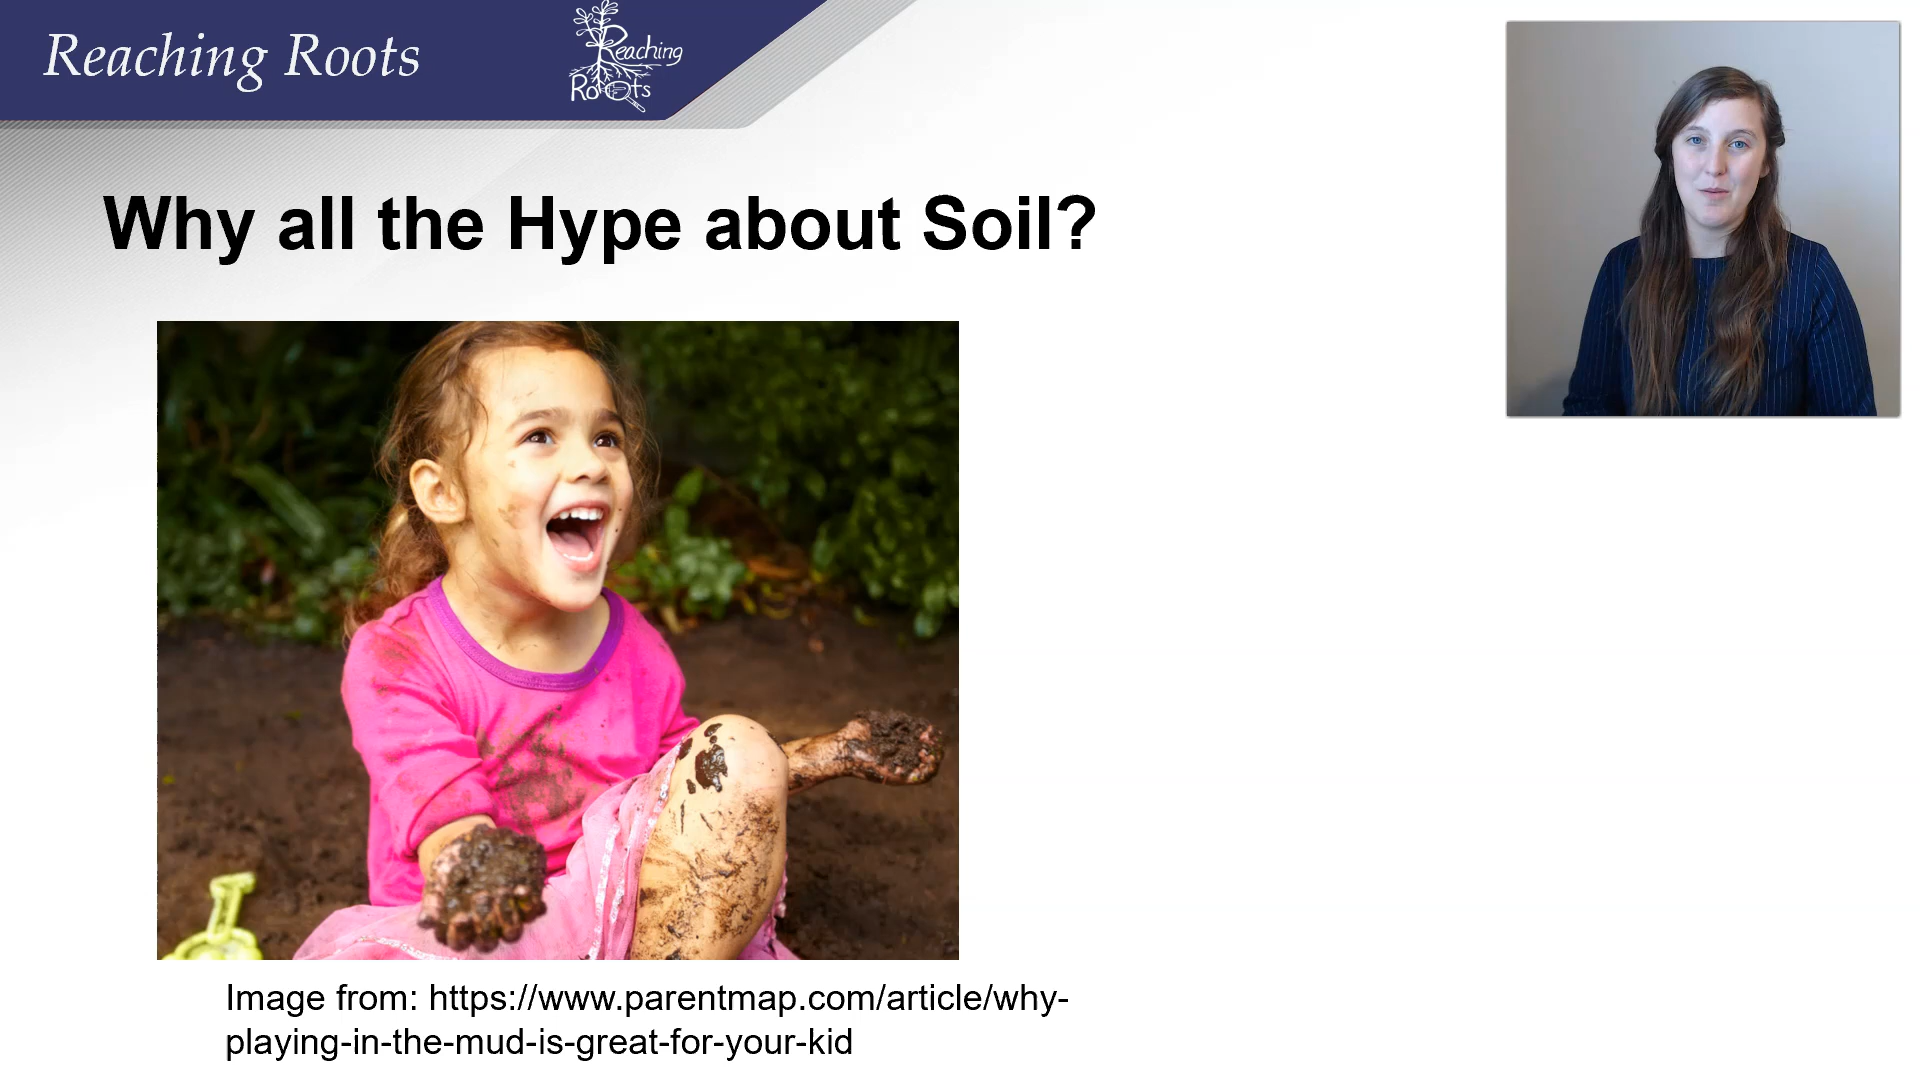 Reaching Roots
Reaching
Roots
Why all the Hype about Soil?
Image from: https://www.parentmap.com/article/why-
playing-in-the-mud-is-great-for-your-kid